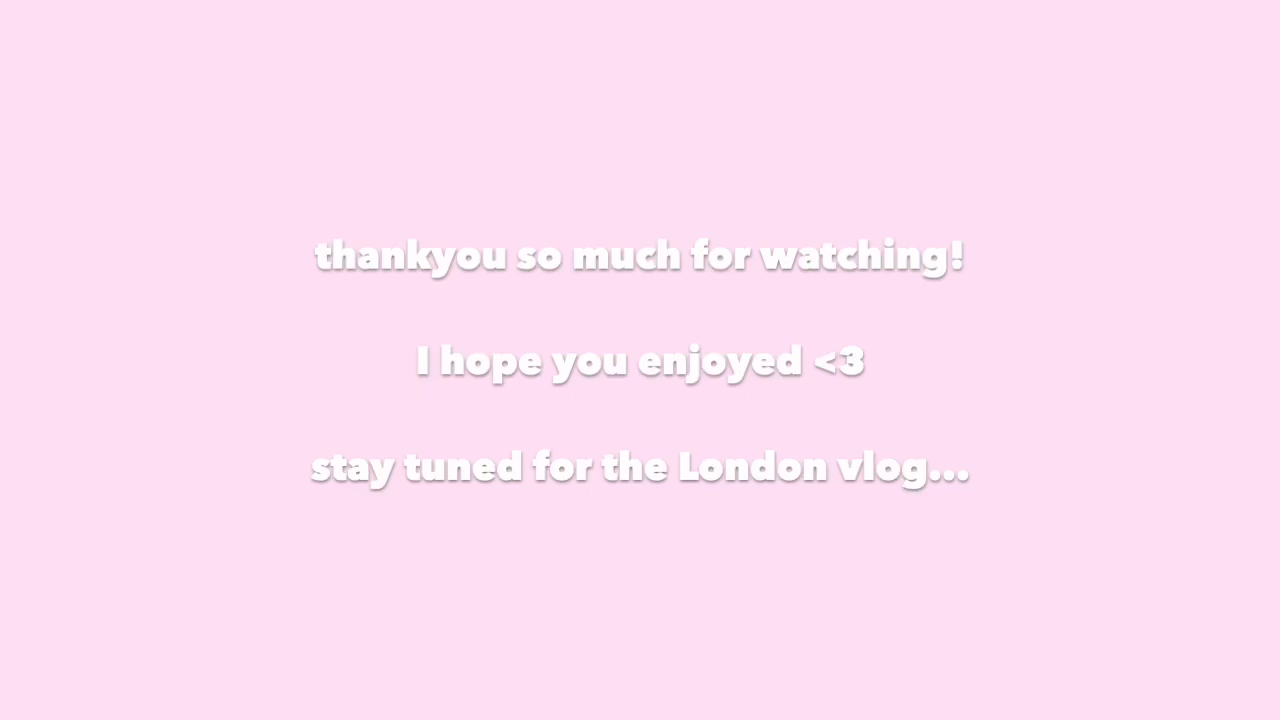 thankyou so much for watching!
I hope you enjoyed <3
stay tuned for the London vlog...